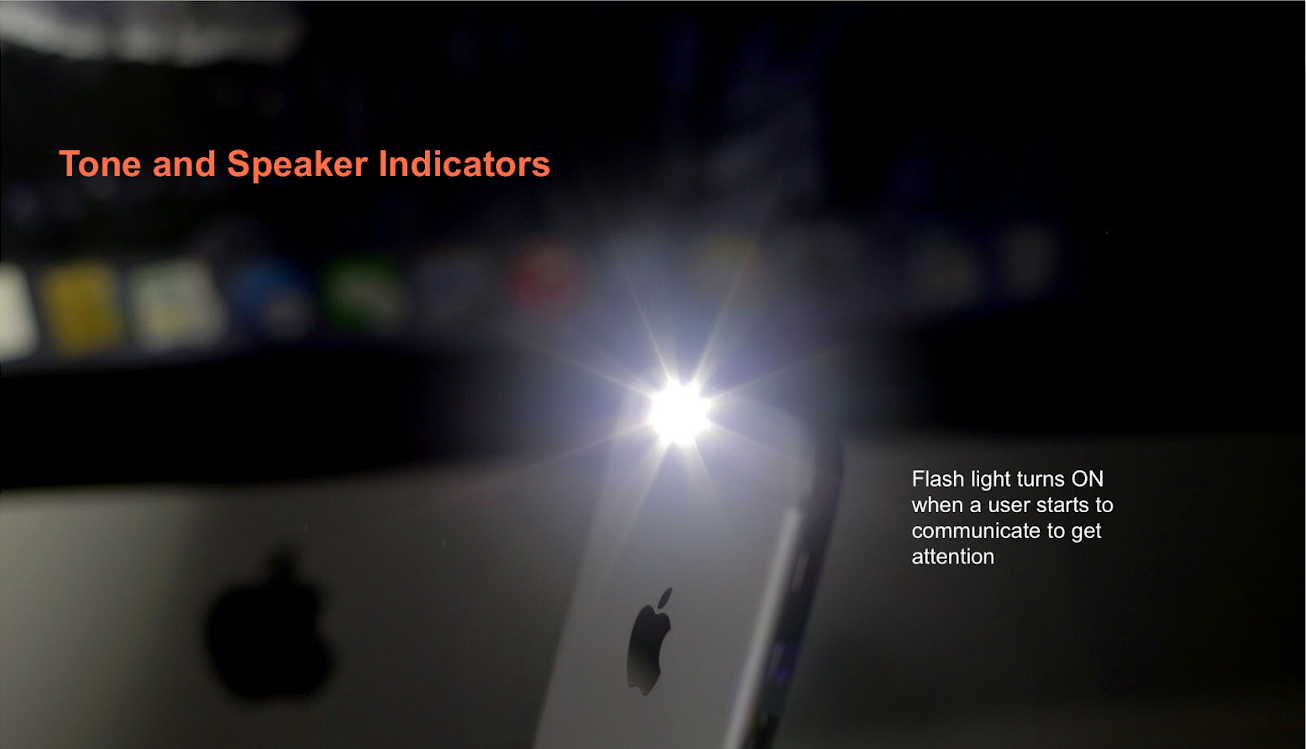 Tone and Speaker Indicators
Flash light turns ON
when a user starts to
communicate to get
attention